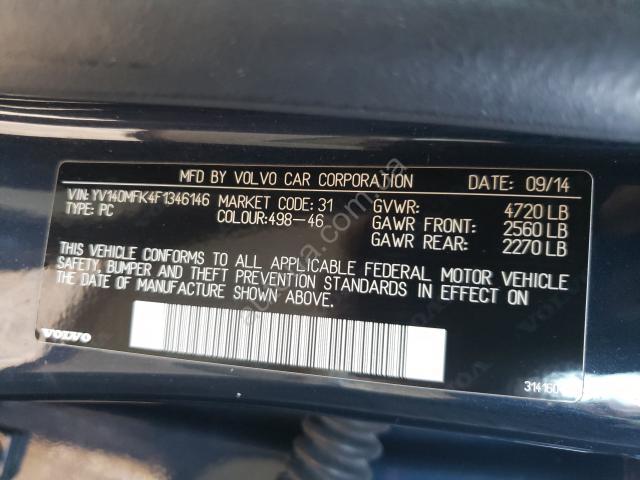 MFD BY VOLVO CAR CORPORATION DATE: 09/14
VIN: YV140MFK4F1346146 MARKET CODE: 31 GVWR: 4720 LB
TYPE: PC COLOUR:498-46 GAWR FRONT: 2560 LB
GAWR REAR: 2270 LB
THIS VEHICLE CONFORMS TO ALL APPLICABLE FEDERAL MOTOR VEHICLE
SAFETY, BUMPER AND THEFT PREVENTION STANDARDS IN EFFECT ON
THE DATE OF MANUFACTURE SHOWN ABOVE.
VOLVO